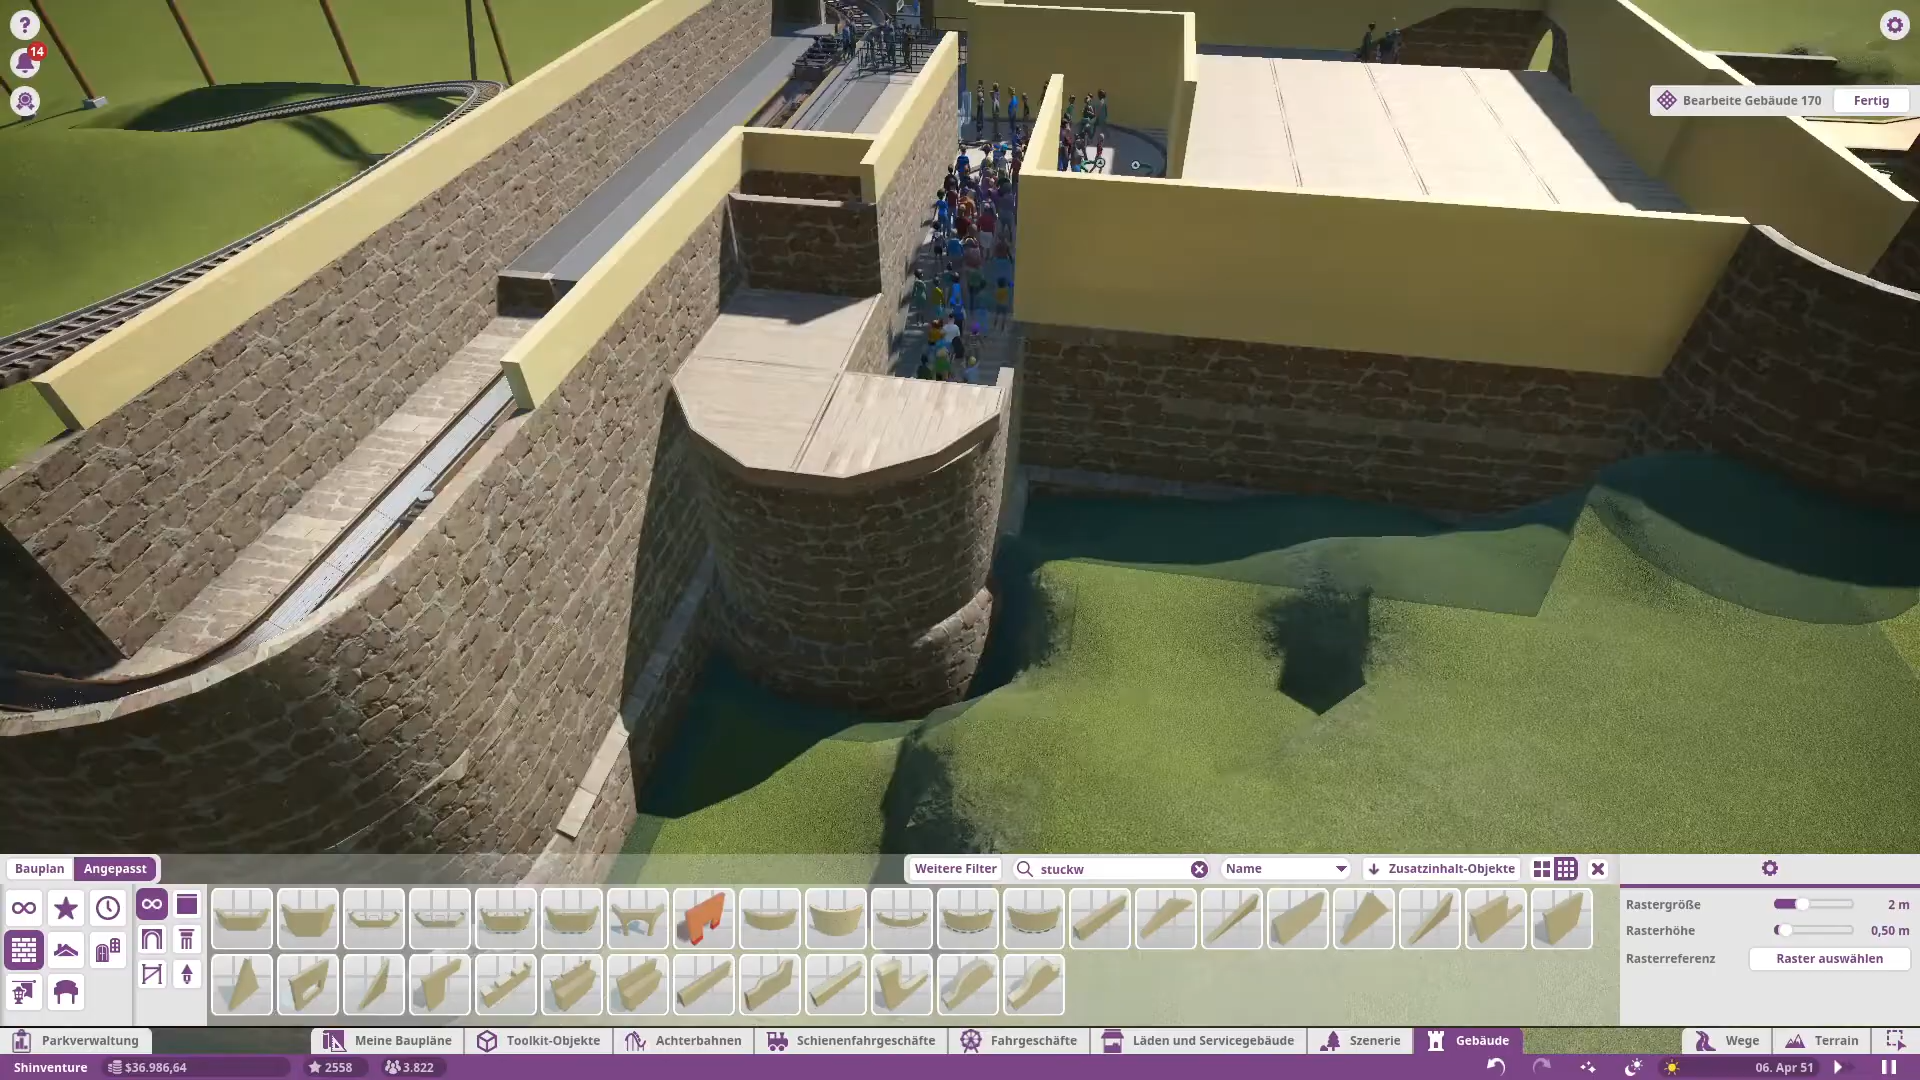 ?
14
Bearbeite Gebäude 170
Fertig
Bauplan
Angepasst
Weitere Filter
stuckw
Name
Zusatzinhalt-Objekte
Rastergröße
2 m
Rasterhöhe
0,50 m
Rasterreferenz
Raster auswählen
Parkverwaltung
Meine Baupläne
Toolkit-Objekte
Achterbahnen
Schienenfahrgeschäfte
Fahrgeschäfte
Läden und Servicegebäude
Szenerie
Gebäude
Wege
Terrain
Shinventure
$36.986,64
2558
3.822
06. Apr 51